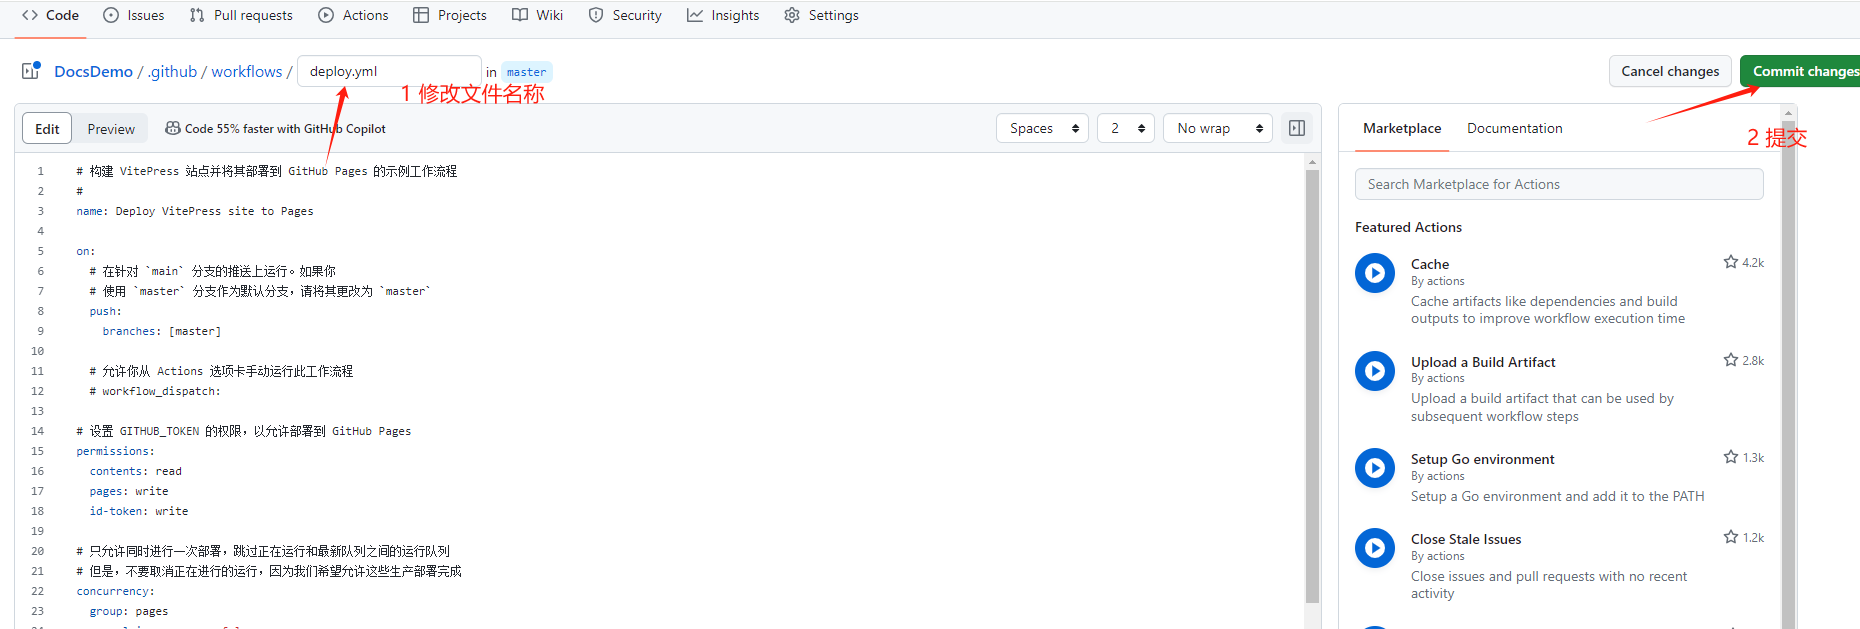 Code Issues Pull requests Actions Projects Wiki Security Insights Settings
DocsDemo / .github / workflows / deploy.yml in master Cancel changes Commit changes
1 修改文件名称
Edit Preview Code 55% faster with GitHub Copilot Spaces 2 No wrap
Marketplace Documentation
2 提交
Search Marketplace for Actions
Featured Actions
Cache 4.2k
By actions
Cache artifacts like dependencies and build
outputs to improve workflow execution time
Upload a Build Artifact 2.8k
By actions
Upload a build artifact that can be used by
subsequent workflow steps
Setup Go environment 1.3k
By actions
Setup a Go environment and add it to the PATH
Close Stale Issues 1.2k
By actions
Close issues and pull requests with no recent
activity
1 # 构建 VitePress 站点并将其部署到 GitHub Pages 的示例工作流程
2 #
3 name: Deploy VitePress site to Pages
4
5 on:
6 # 在针对 `main` 分支的推送上运行。如果你
7 # 使用 `master` 分支作为默认分支，请将其更改为 `master`
8 push:
9 branches: [master]
10
11 # 允许你从 Actions 选项卡手动运行此工作流程
12 # workflow_dispatch:
13
14 # 设置 GITHUB_TOKEN 的权限，以允许部署到 GitHub Pages
15 permissions:
16 contents: read
17 pages: write
18 id-token: write
19
20 # 只允许同时进行一次部署，跳过正在运行和最新队列之间的运行队列
21 # 但是，不要取消正在进行的运行，因为我们希望允许这些生产部署完成
22 concurrency:
23 group: pages